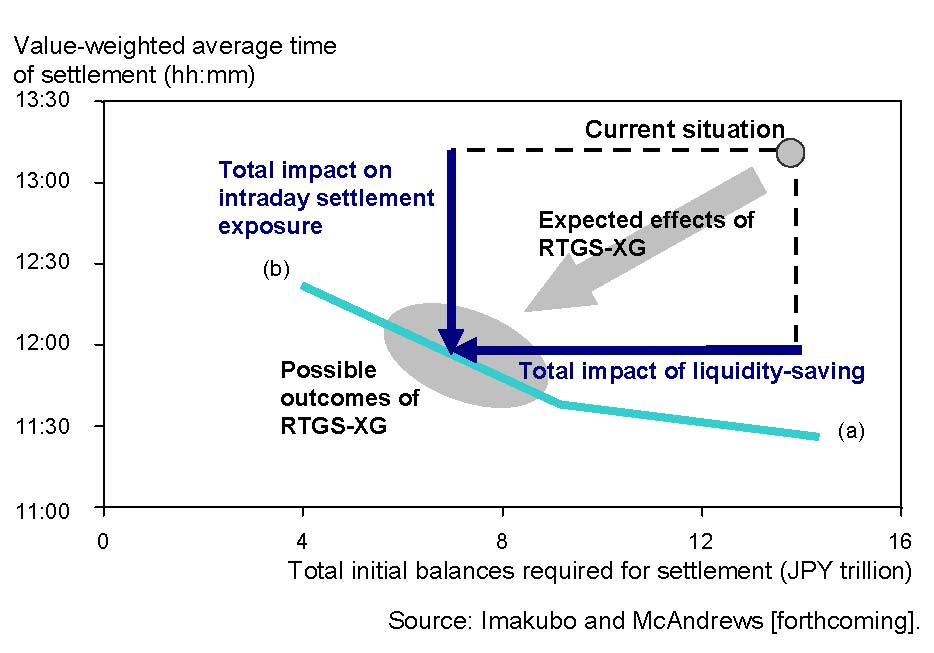 Value-weighted average time
of settlement (hh:mm)
13:30
Current situation
Total impact on
intraday settlement
exposure
13:00
Expected effects of
RTGS-XG
12:30
(b)
12:00
Possible
outcomes of
RTGS-XG
Total impact of liquidity-saving
11:30
(a)
11:00
0
4
8
12
16
Total initial balances required for settlement (JPY trillion)
Source: Imakubo and McAndrews [forthcoming].